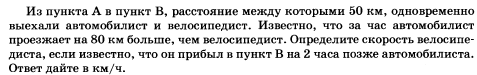 Из пункта А в пункт В, расстояние между которыми 50 км, одновременно
выехали автомобилист и велосипедист. Известно, что за час автомобилист
проезжает на 80 км больше, чем велосипедист. Определите скорость велосипе-
диста, если известно, что он прибыл в пункт В на 2 часа позже автомобилиста.
Ответ дайте в км/ч.